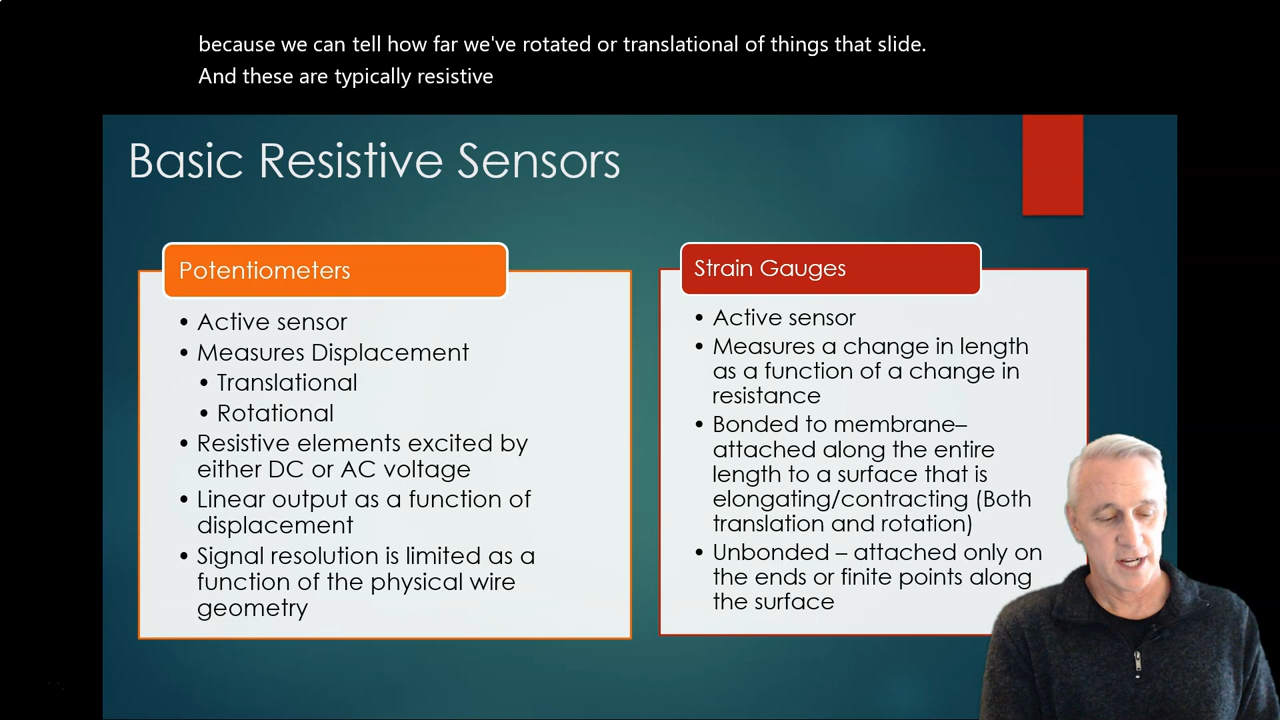 because we can tell how far we've rotated or translational of things that slide.
And these are typically resistive
Basic Resistive Sensors
Potentiometers
• Active sensor
• Measures Displacement
• Translational
• Rotational
• Resistive elements excited by
either DC or AC voltage
• Linear output as a function of
displacement
• Signal resolution is limited as a
function of the physical wire
geometry
Strain Gauges
• Active sensor
• Measures a change in length
as a function of a change in
resistance
• Bonded to membrane–
attached along the entire
length to a surface that is
elongating/contracting (Both
translation and rotation)
• Unbonded – attached only on
the ends or finite points along
the surface